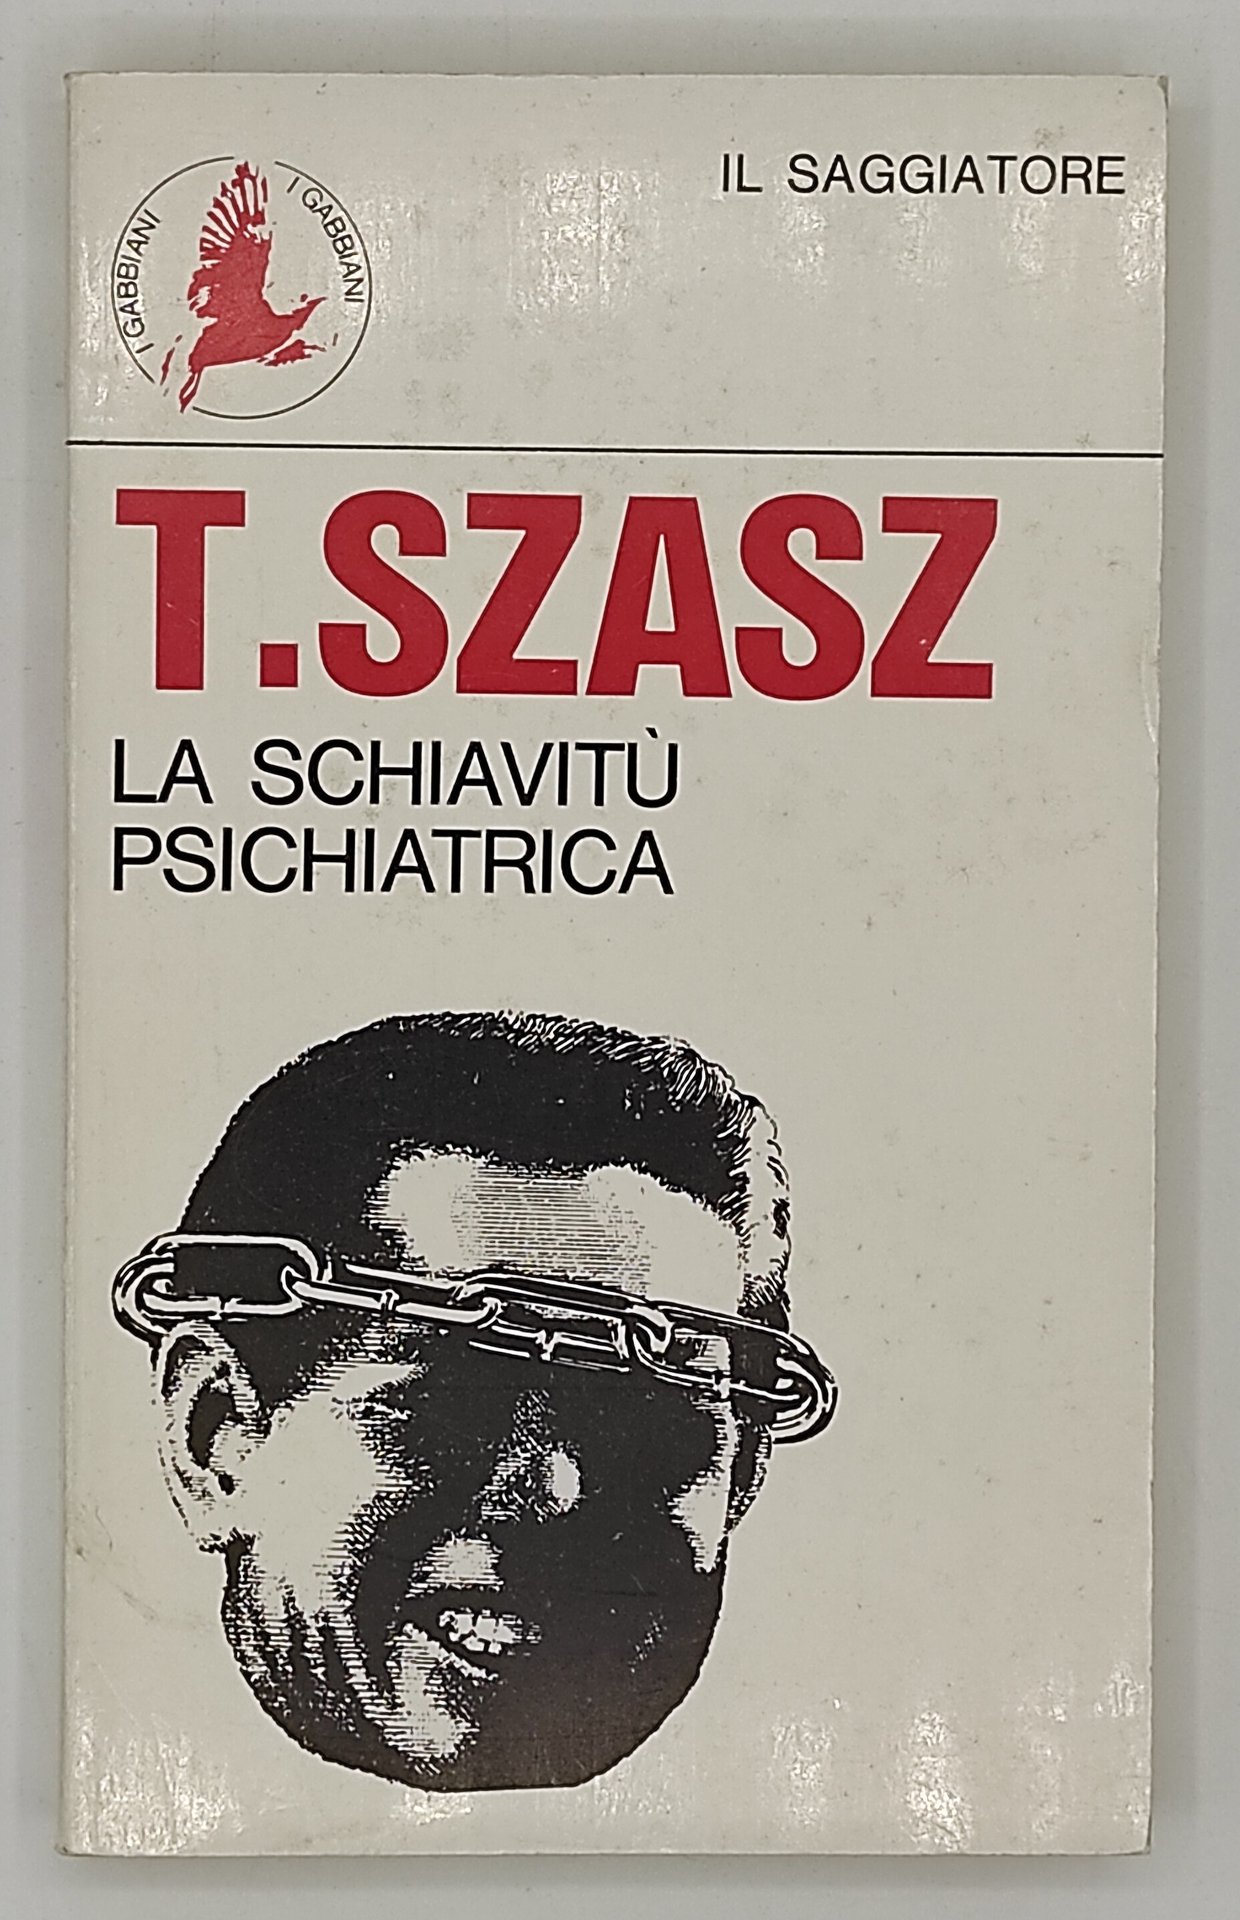 I GABBIANI
I GABBIANI
IL SAGGIATORE
T.SZASZ
LA SCHIAVITÙ
PSICHIATRICA